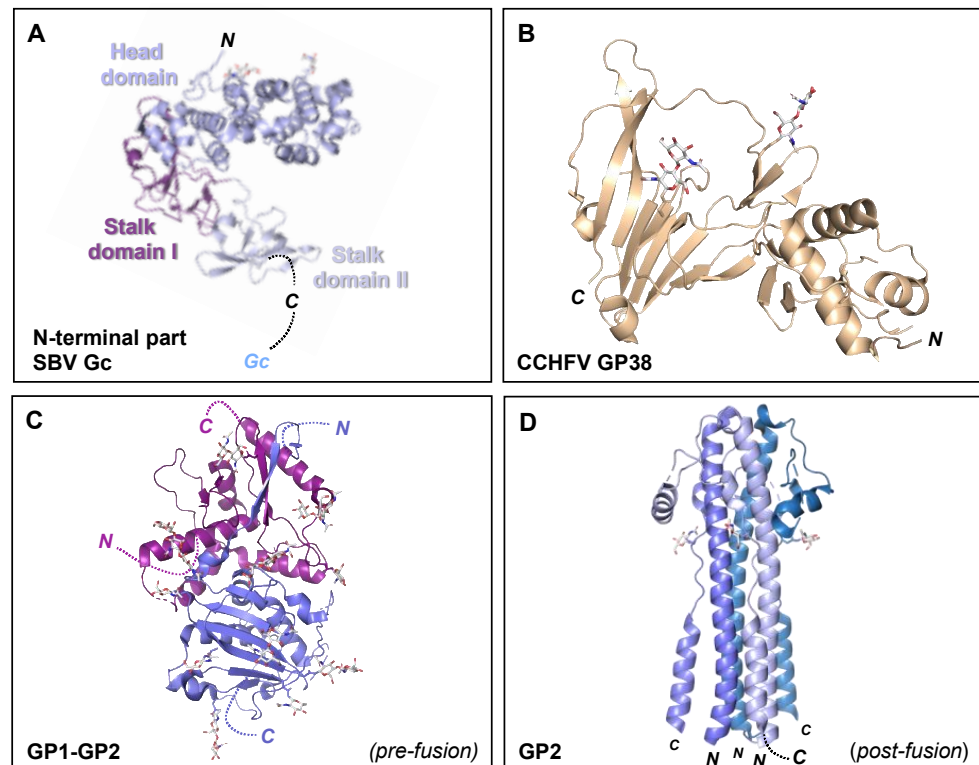 A
N
Head
domain
Stalk
domain I
Stalk
domain II
C
N-terminal part
SBV Gc
Gc
B
C
N
CCHFV GP38
C
C
N
N
C
GP1-GP2
(pre-fusion)
D
C
N
N
N
C
C
GP2
(post-fusion)